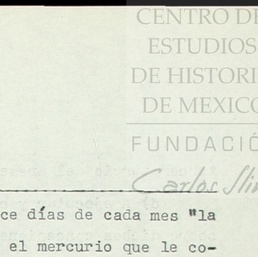 CENTRO DE
ESTUDIOS
DE HISTORI
DE MEXICO
FUNDACIÓ
Carlos Slim
ce días de cada mes "la
el mercurio que le co-